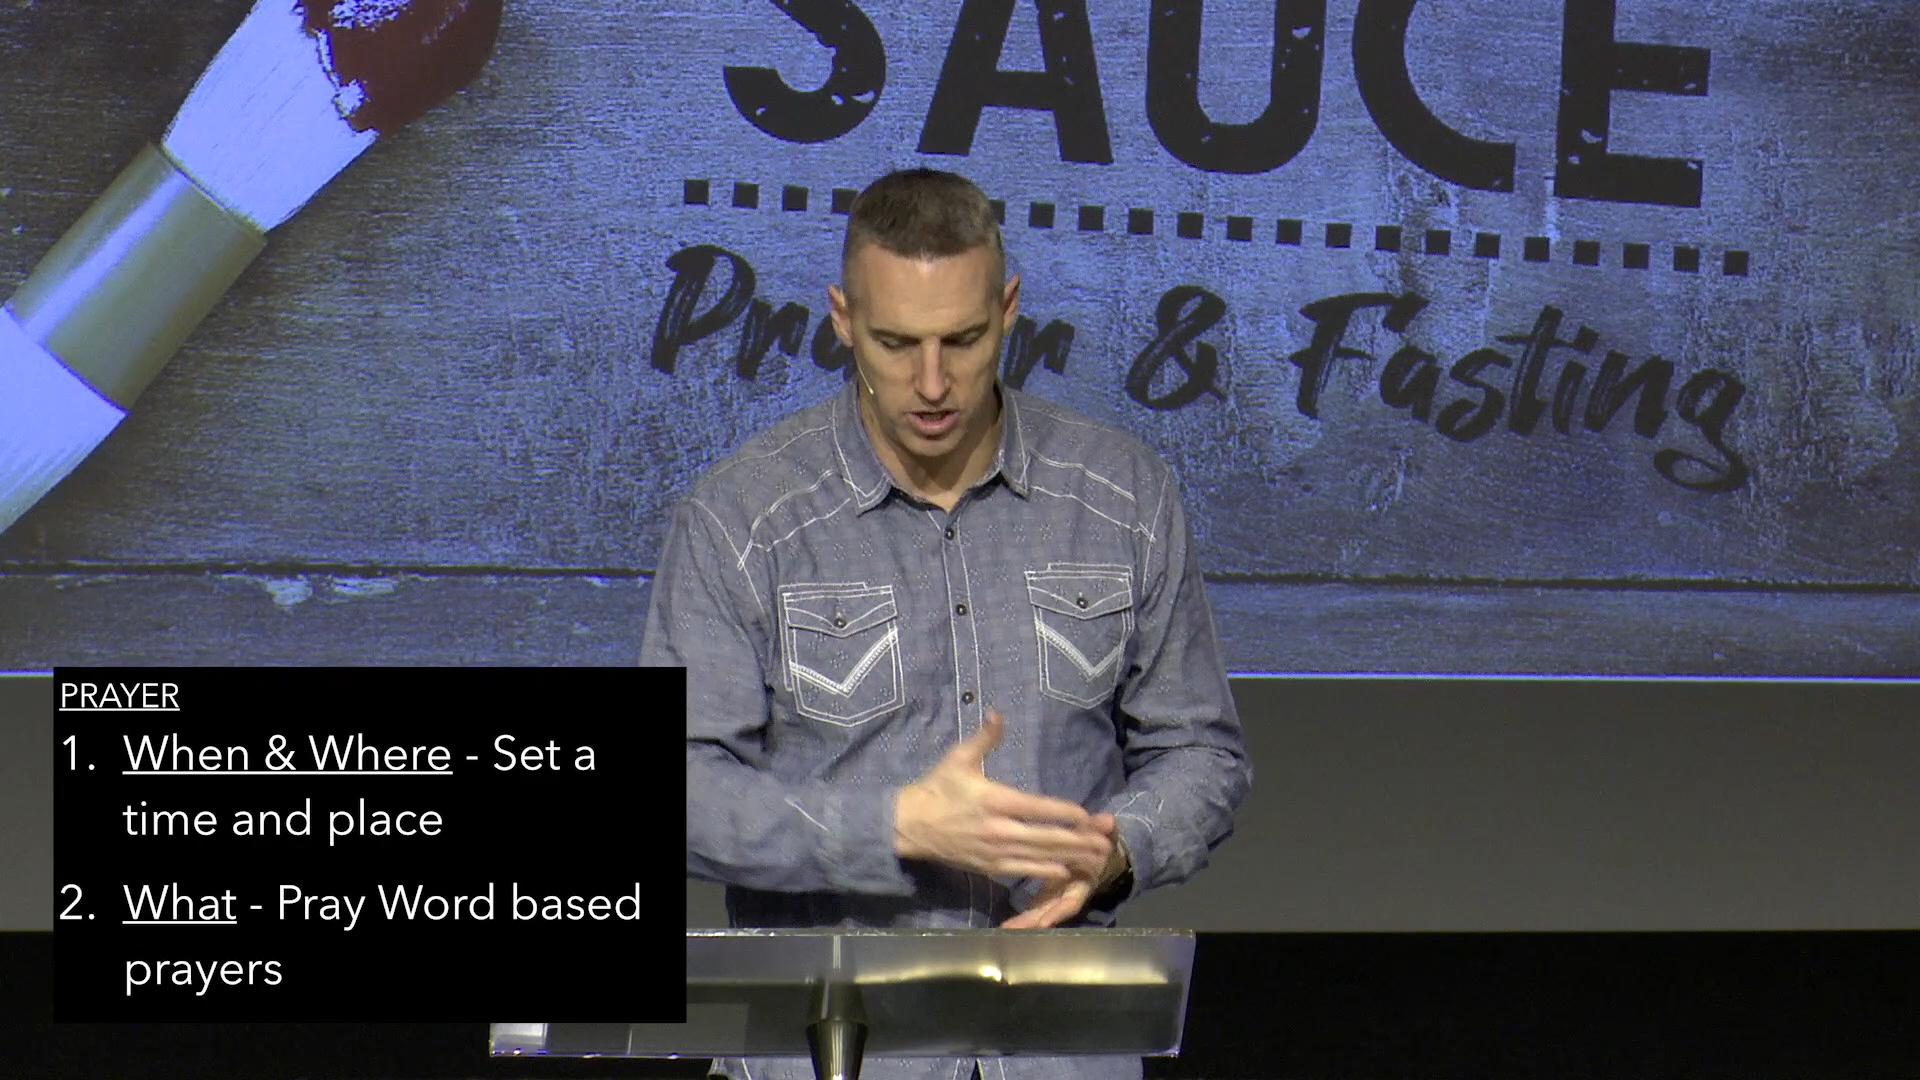 SAUCE
Prayer & Fasting
PRAYER
1. When & Where - Set a
time and place
2. What - Pray Word based
prayers